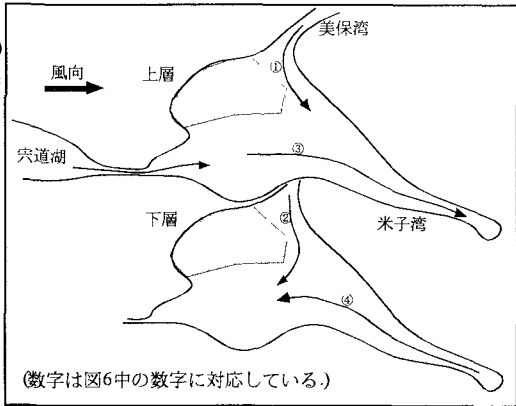 美保湾
風向
上層
①
宍道湖
③
下層
②
米子湾
④
(数字は図6中の数字に対応している.)